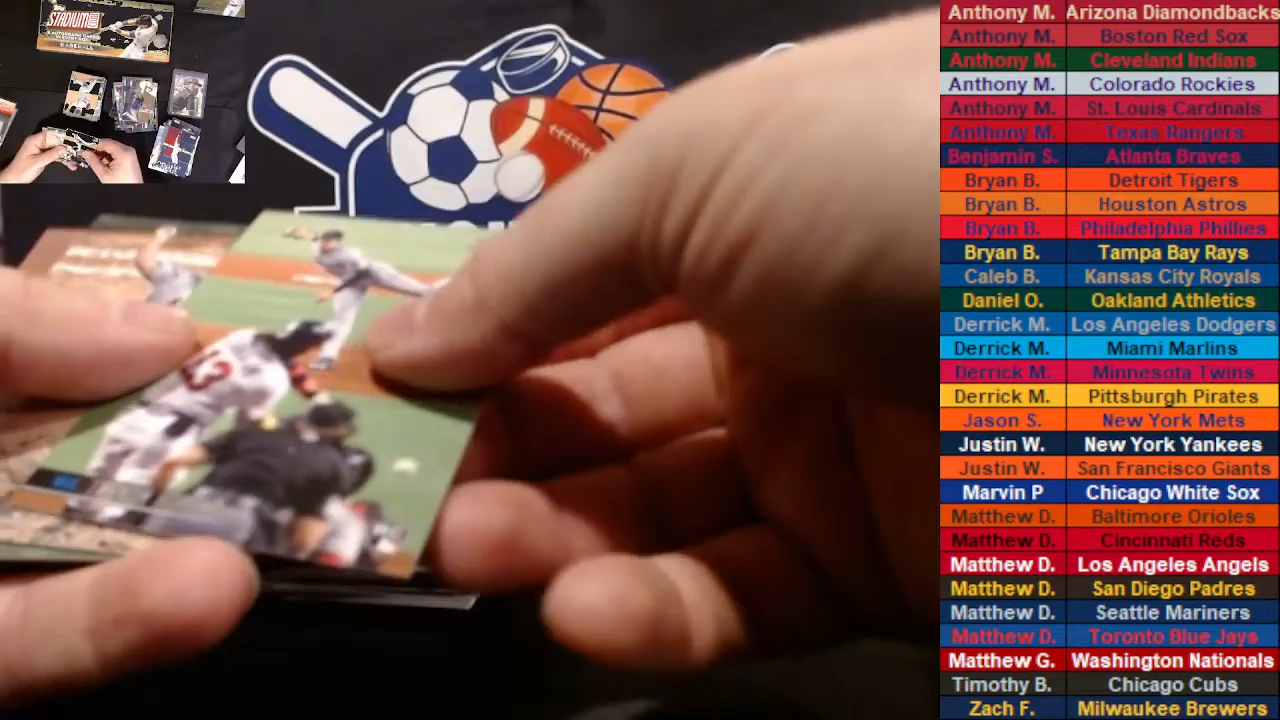 STADIUM
BASEBALL
13
Anthony M. Arizona Diamondbacks
Anthony M. Boston Red Sox
Anthony M. Cleveland Indians
Anthony M. Colorado Rockies
Anthony M. St. Louis Cardinals
Anthony M. Texas Rangers
Benjamin S. Atlanta Braves
Bryan B. Detroit Tigers
Bryan B. Houston Astros
Bryan B. Philadelphia Phillies
Bryan B. Tampa Bay Rays
Caleb B. Kansas City Royals
Daniel O. Oakland Athletics
Derrick M. Los Angeles Dodgers
Derrick M. Miami Marlins
Derrick M. Minnesota Twins
Derrick M. Pittsburgh Pirates
Jason S. New York Mets
Justin W. New York Yankees
Justin W. San Francisco Giants
Marvin P Chicago White Sox
Matthew D. Baltimore Orioles
Matthew D. Cincinnati Reds
Matthew D. Los Angeles Angels
Matthew D. San Diego Padres
Matthew D. Seattle Mariners
Matthew D. Toronto Blue Jays
Matthew G. Washington Nationals
Timothy B. Chicago Cubs
Zach F. Milwaukee Brewers